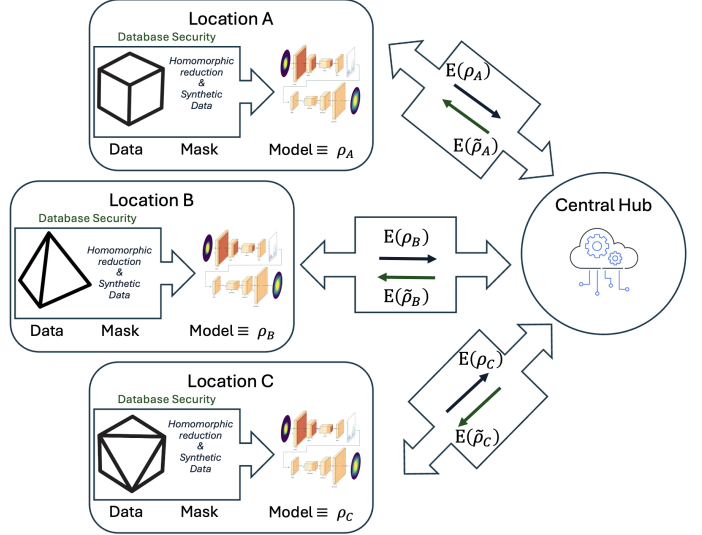 Location A
Database Security
Homomorphic
reduction
&
Synthetic
Data
Data Mask Model ≡ ρ_A
E(ρ_A)
E(ρ̃_A)
Location B
Database Security
Homomorphic
reduction
&
Synthetic
Data
Data Mask Model ≡ ρ_B
E(ρ_B)
E(ρ̃_B)
Central Hub
Location C
Database Security
Homomorphic
reduction
&
Synthetic
Data
Data Mask Model ≡ ρ_C
E(ρ_C)
E(ρ̃_C)